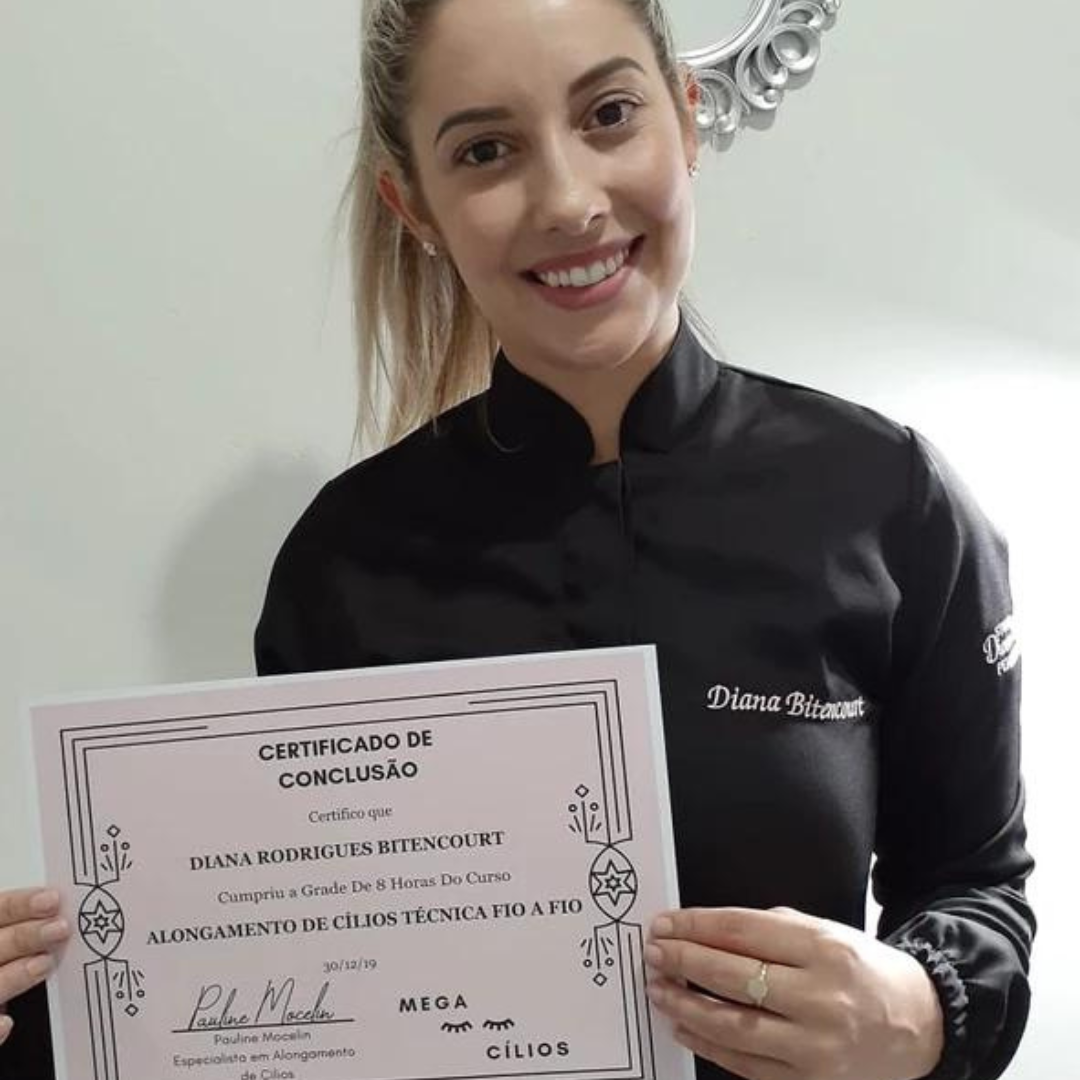 Diana Bitencourt
CERTIFICADO DE
CONCLUSÃO
Certifico que
DIANA RODRIGUES BITENCOURT
Cumpriu a Grade De 8 Horas Do Curso
ALONGAMENTO DE CÍLIOS TÉCNICA FIO A FIO
30/12/19
Pauline Mocelin
Pauline Mocelin
Especialista em Alongamento
de Cílios
MEGA
CÍLIOS